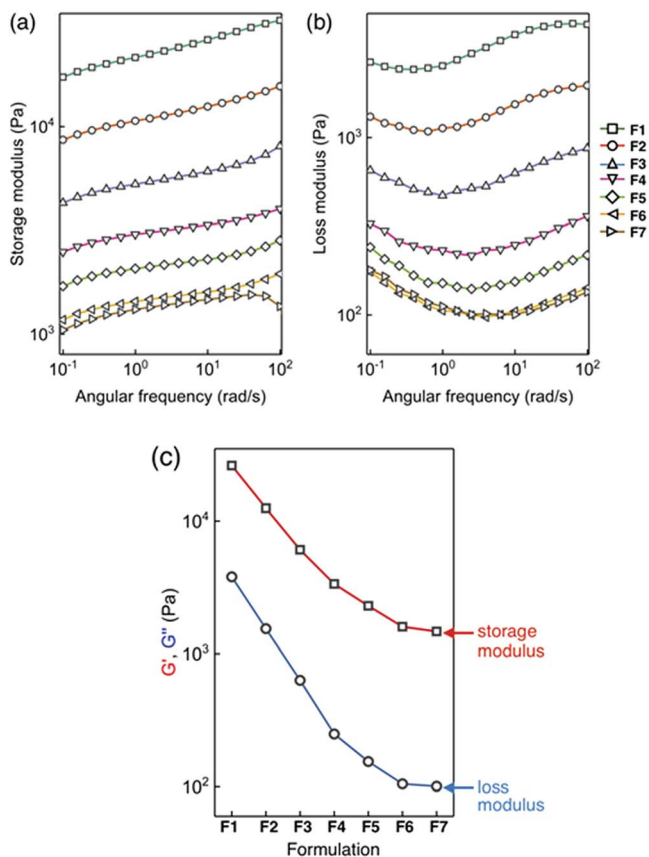 (a)
(b)
Storage modulus (Pa)
10⁴
10³
10⁻¹ 10⁰ 10¹ 10²
Angular frequency (rad/s)
Loss modulus (Pa)
10³
10²
10⁻¹ 10⁰ 10¹ 10²
Angular frequency (rad/s)
F1
F2
F3
F4
F5
F6
F7
(c)
G', G'' (Pa)
10⁴
10³
10²
storage
modulus
loss
modulus
F1 F2 F3 F4 F5 F6 F7
Formulation